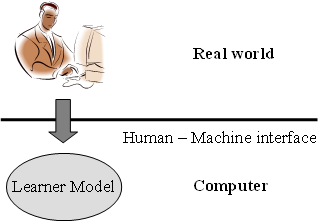 Real world
Human – Machine interface
Learner Model
Computer